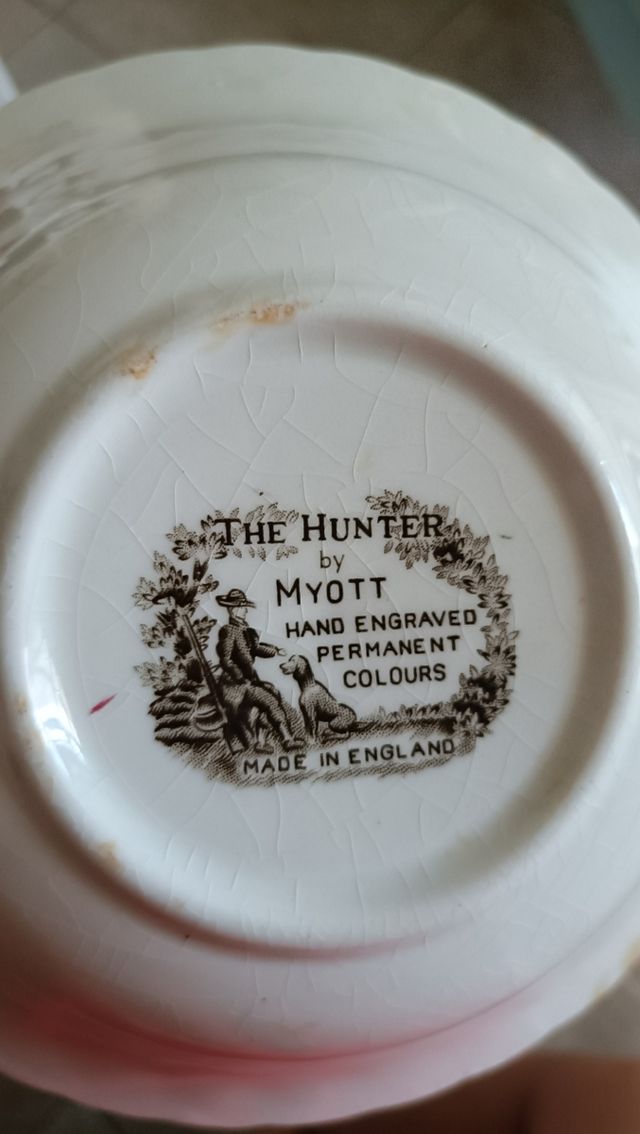 THE HUNTER
by
MYOTT
HAND ENGRAVED
PERMANENT
COLOURS
MADE IN ENGLAND